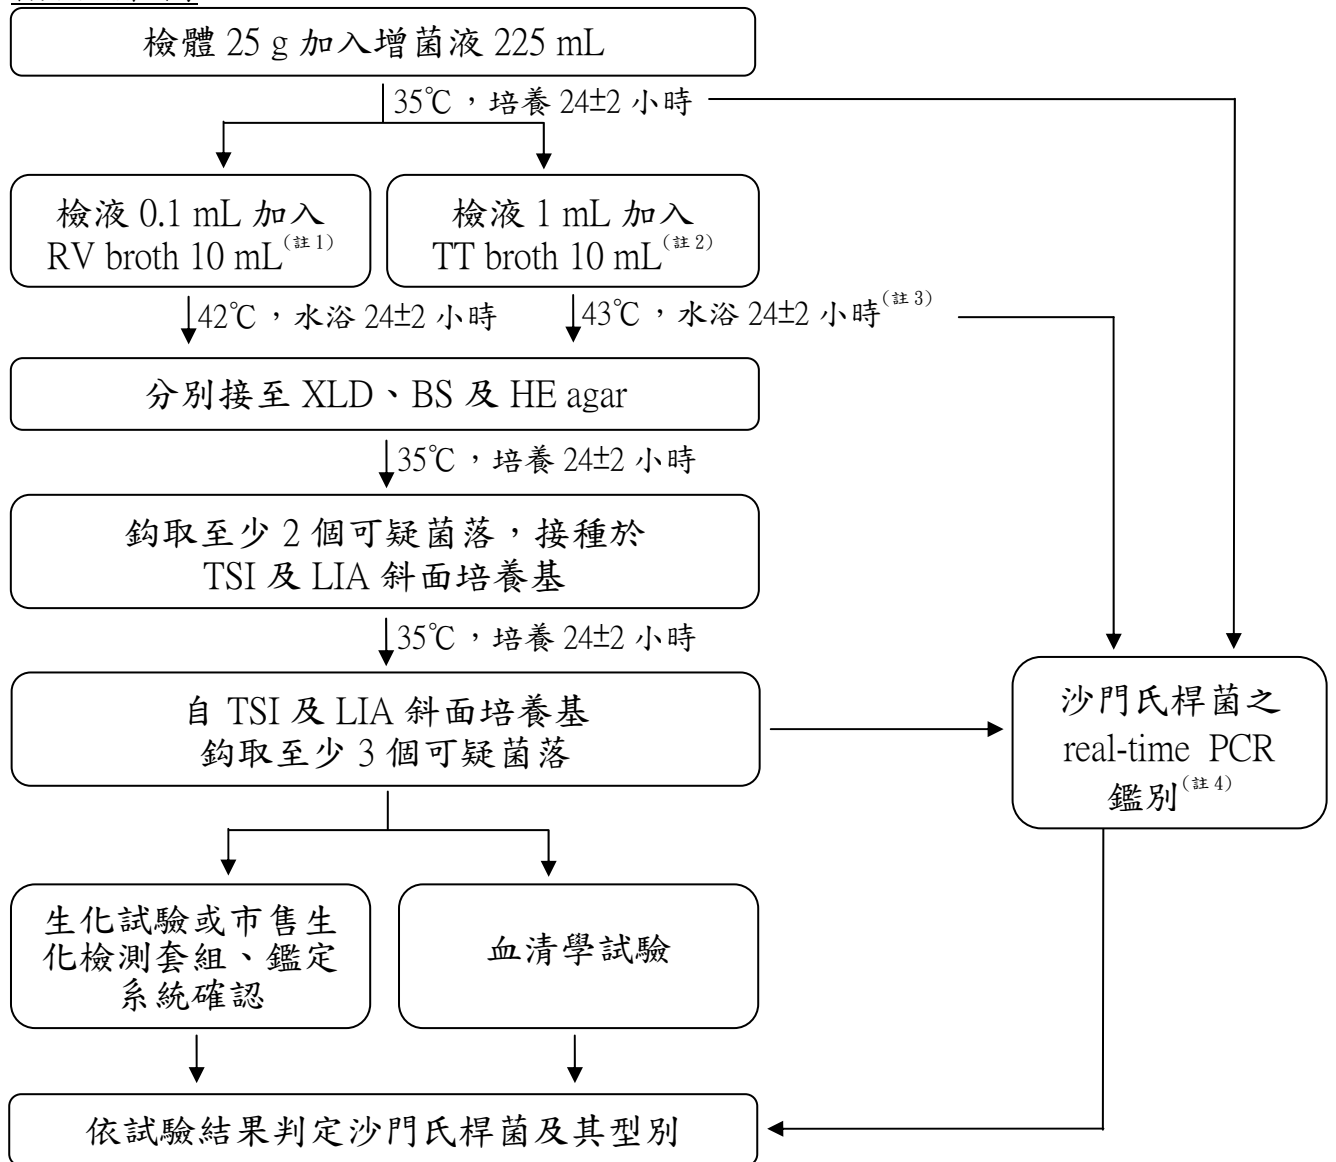 檢體 25 g 加入增菌液 225 mL
35℃,培養 24±2 小時
檢液 0.1 mL 加入
RV broth 10 mL(註 1)
檢液 1 mL 加入
TT broth 10 mL(註 2)
42℃,水浴 24±2 小時
43℃,水浴 24±2 小時(註 3)
分別接至 XLD、BS 及 HE agar
35℃,培養 24±2 小時
鈎取至少 2 個可疑菌落,接種於
TSI 及 LIA 斜面培養基
35℃,培養 24±2 小時
自 TSI 及 LIA 斜面培養基
鈎取至少 3 個可疑菌落
沙門氏桿菌之
real-time PCR
鑑別(註 4)
生化試驗或市售生
化檢測套組、鑑定
系統確認
血清學試驗
依試驗結果判定沙門氏桿菌及其型別